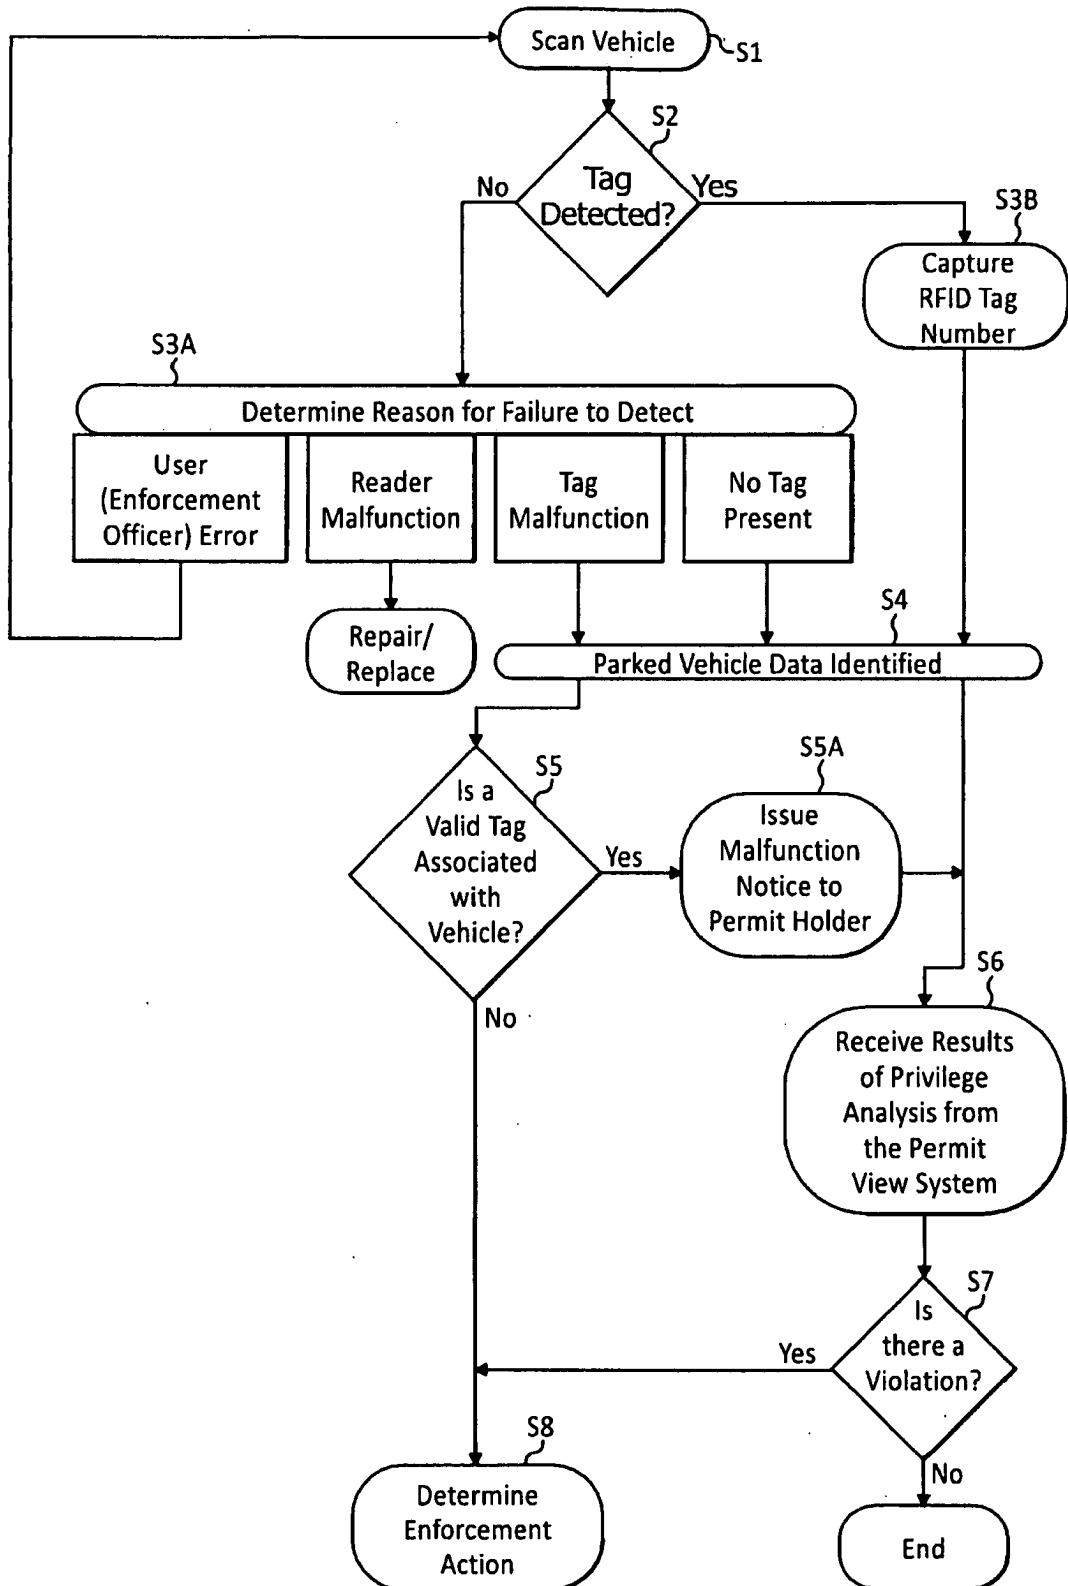 Scan Vehicle
S1
S2
Tag
Detected?
No
Yes
S3B
Capture
RFID Tag
Number
S3A
Determine Reason for Failure to Detect
User
(Enforcement
Officer) Error
Reader
Malfunction
Tag
Malfunction
No Tag
Present
Repair/
Replace
S4
Parked Vehicle Data Identified
S5
Is a
Valid Tag
Associated
with
Vehicle?
Yes
No
S5A
Issue
Malfunction
Notice to
Permit Holder
S6
Receive Results
of Privilege
Analysis from
the Permit
View System
S7
Is
there a
Violation?
Yes
No
S8
Determine
Enforcement
Action
End